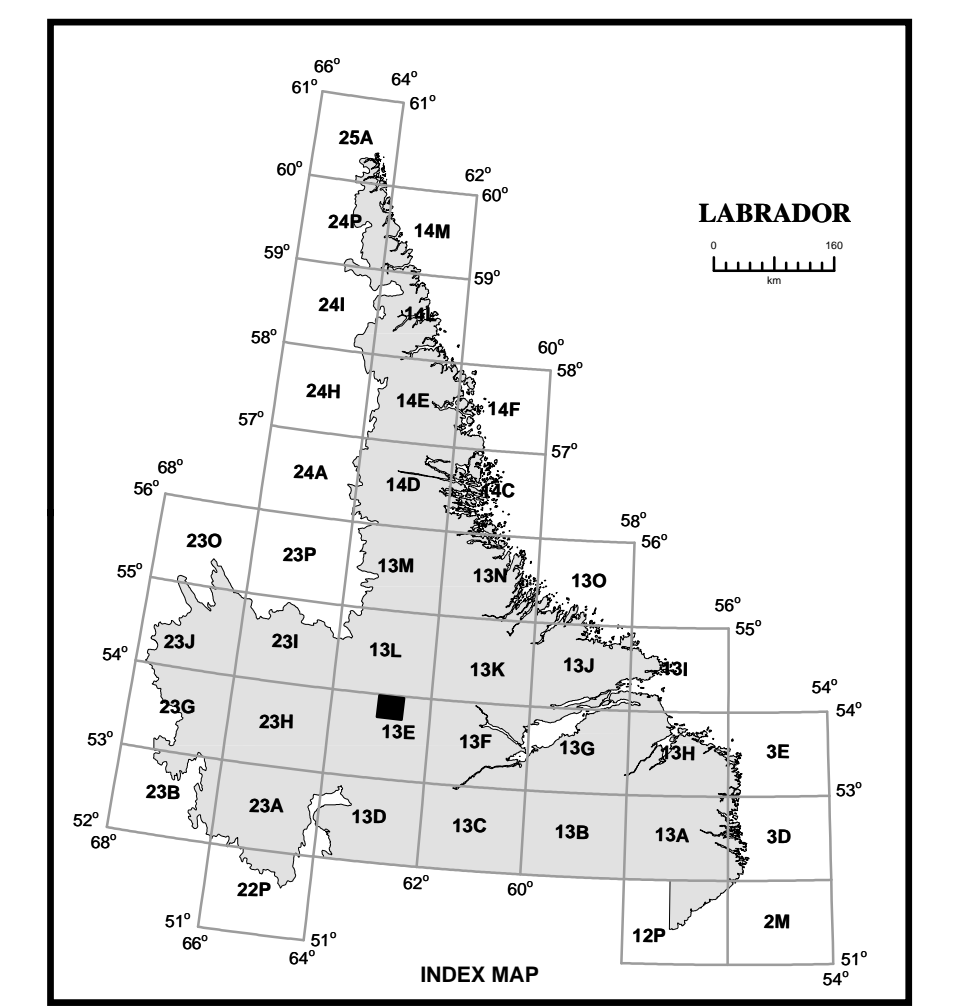 66°
64°
61°
61°
25A
60°
62°
60°
24P
14M
LABRADOR
0 160
km
59°
59°
24I
14L
58°
60°
58°
24H
14E
14F
57°
57°
24A
14D
14C
68°
56°
58°
56°
23O
23P
13M
13N
13O
55°
56°
55°
23J
23I
13L
13K
13J
13I
54°
54°
54°
23G
23H
13E
13F
13G
13H
3E
53°
53°
23B
23A
13D
13C
13B
13A
3D
52°
68°
62°
60°
22P
51°
66°
51°
64°
12P
2M
51°
54°
INDEX MAP